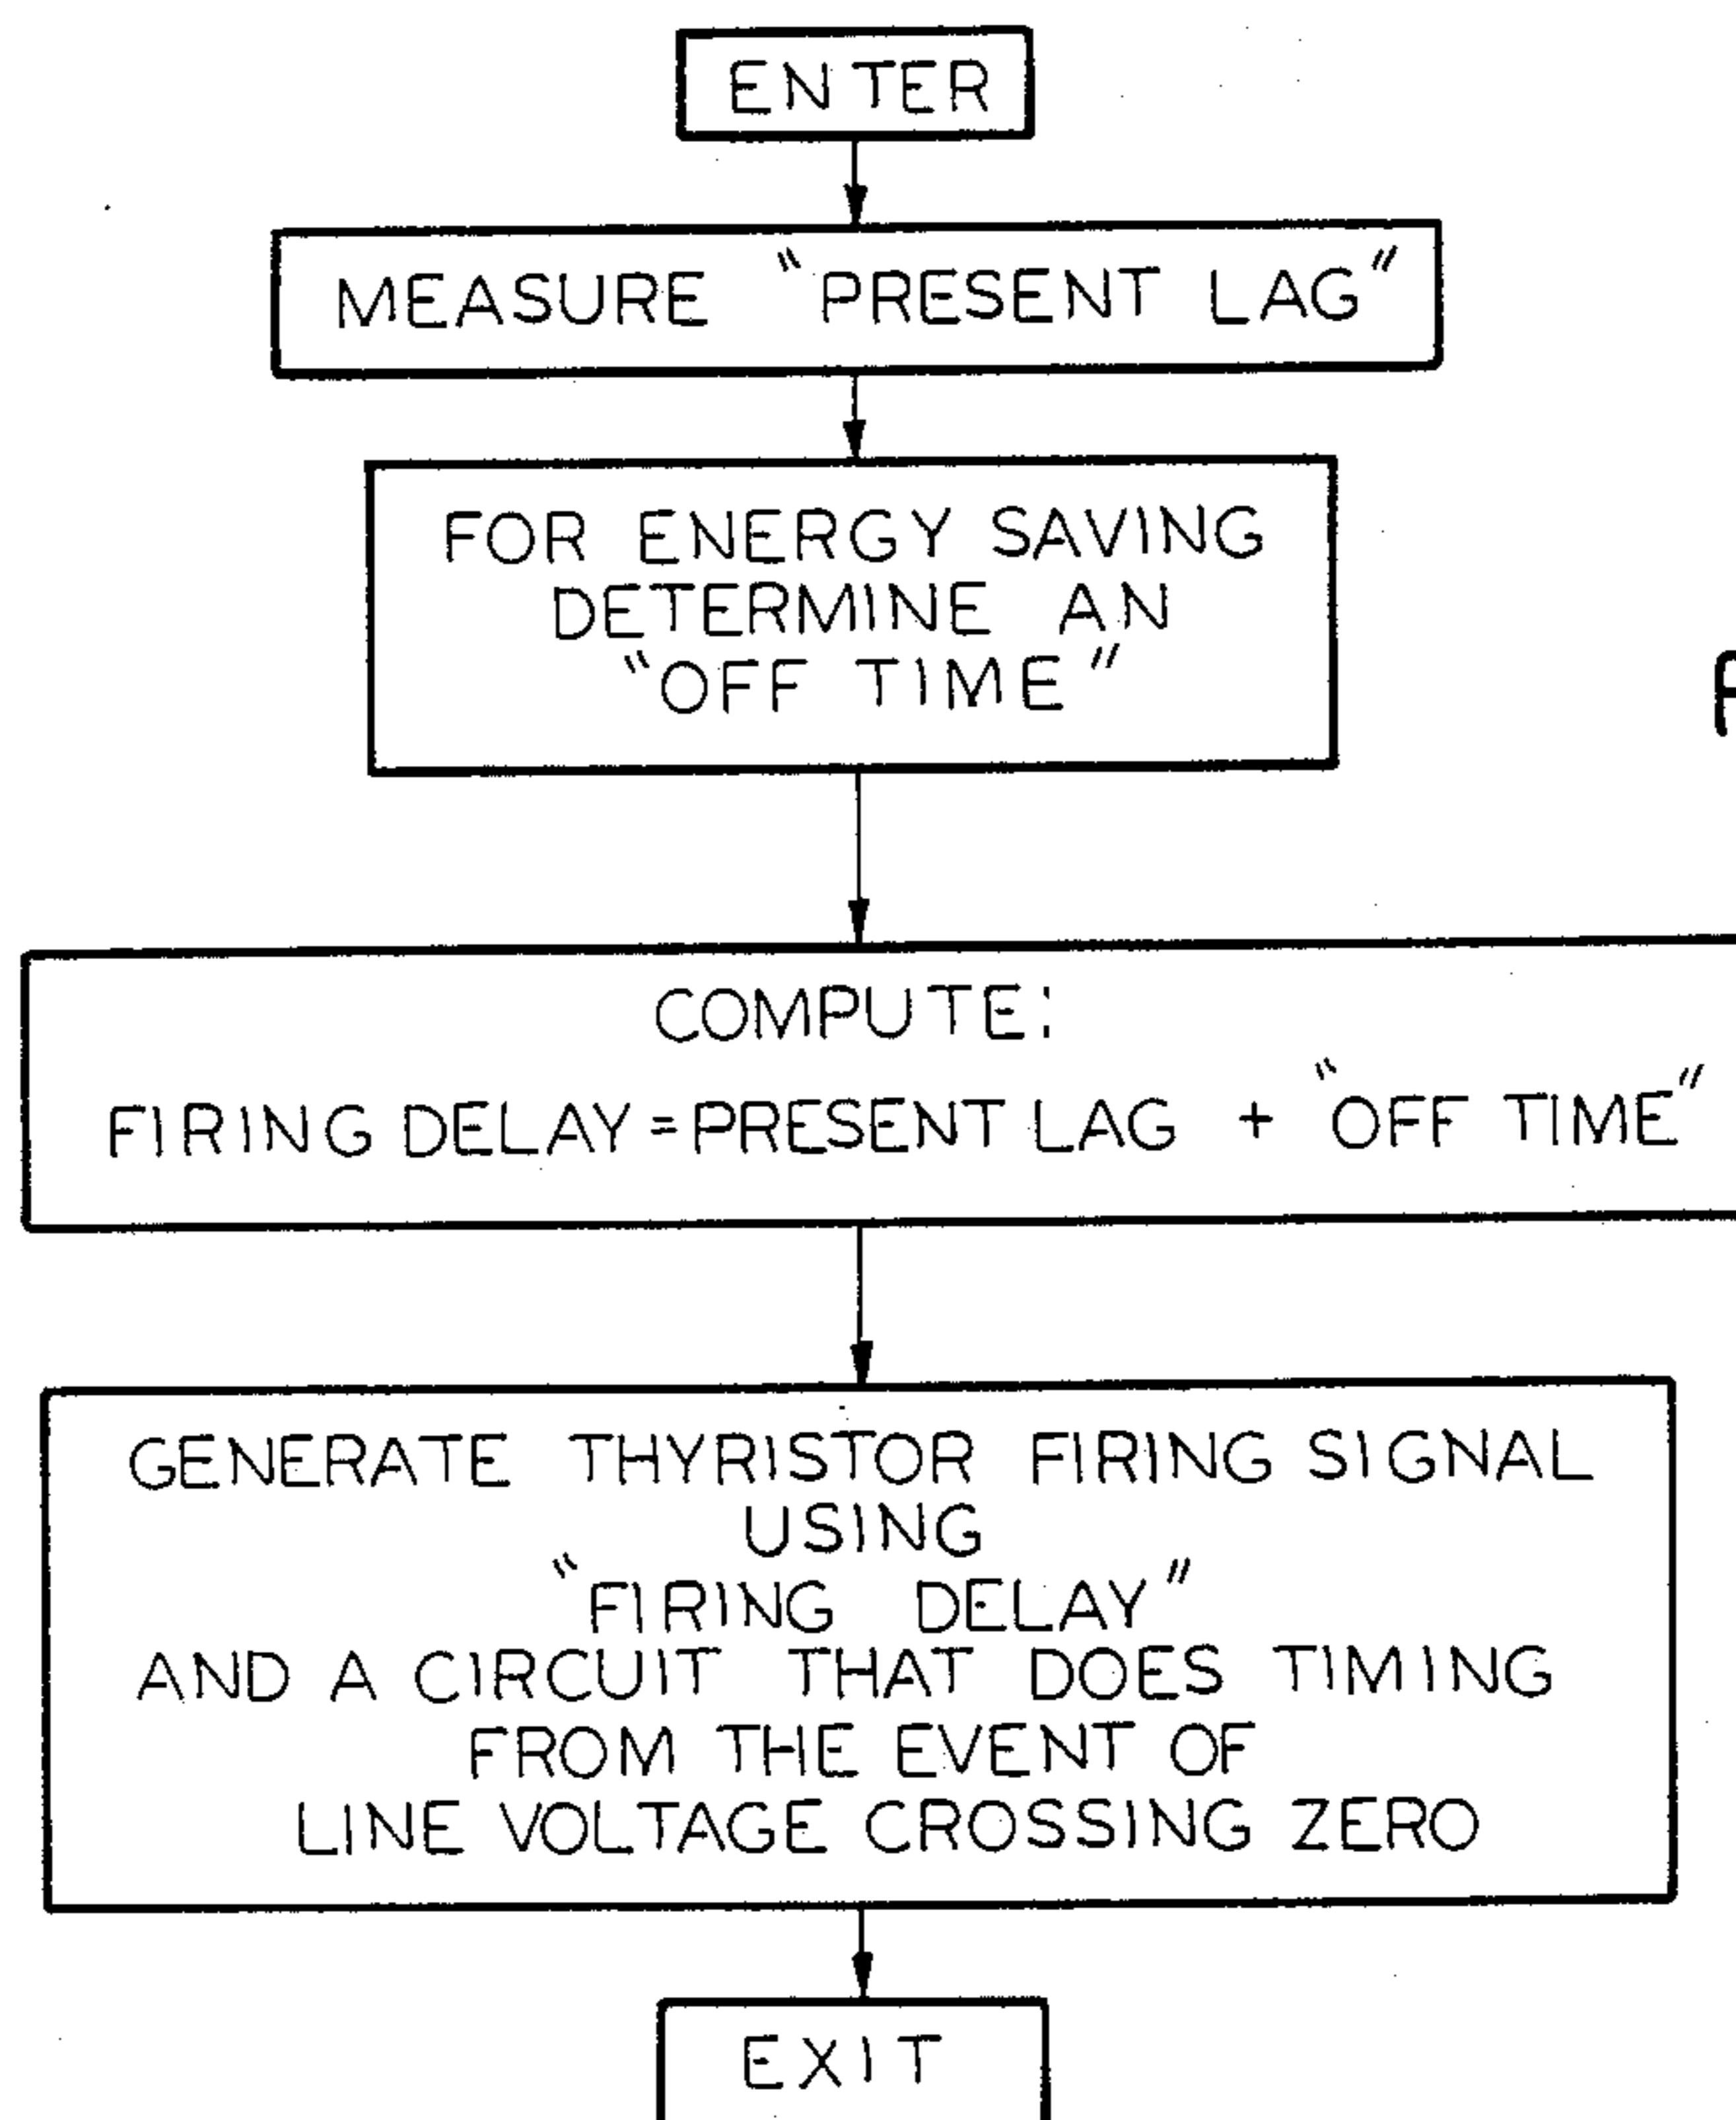 ENTER
MEASURE "PRESENT LAG"
FOR ENERGY SAVING
DETERMINE AN
"OFF TIME"
COMPUTE:
FIRING DELAY = PRESENT LAG + "OFF TIME"
GENERATE THYRISTOR FIRING SIGNAL
USING
"FIRING DELAY"
AND A CIRCUIT THAT DOES TIMING
FROM THE EVENT OF
LINE VOLTAGE CROSSING ZERO
EXIT